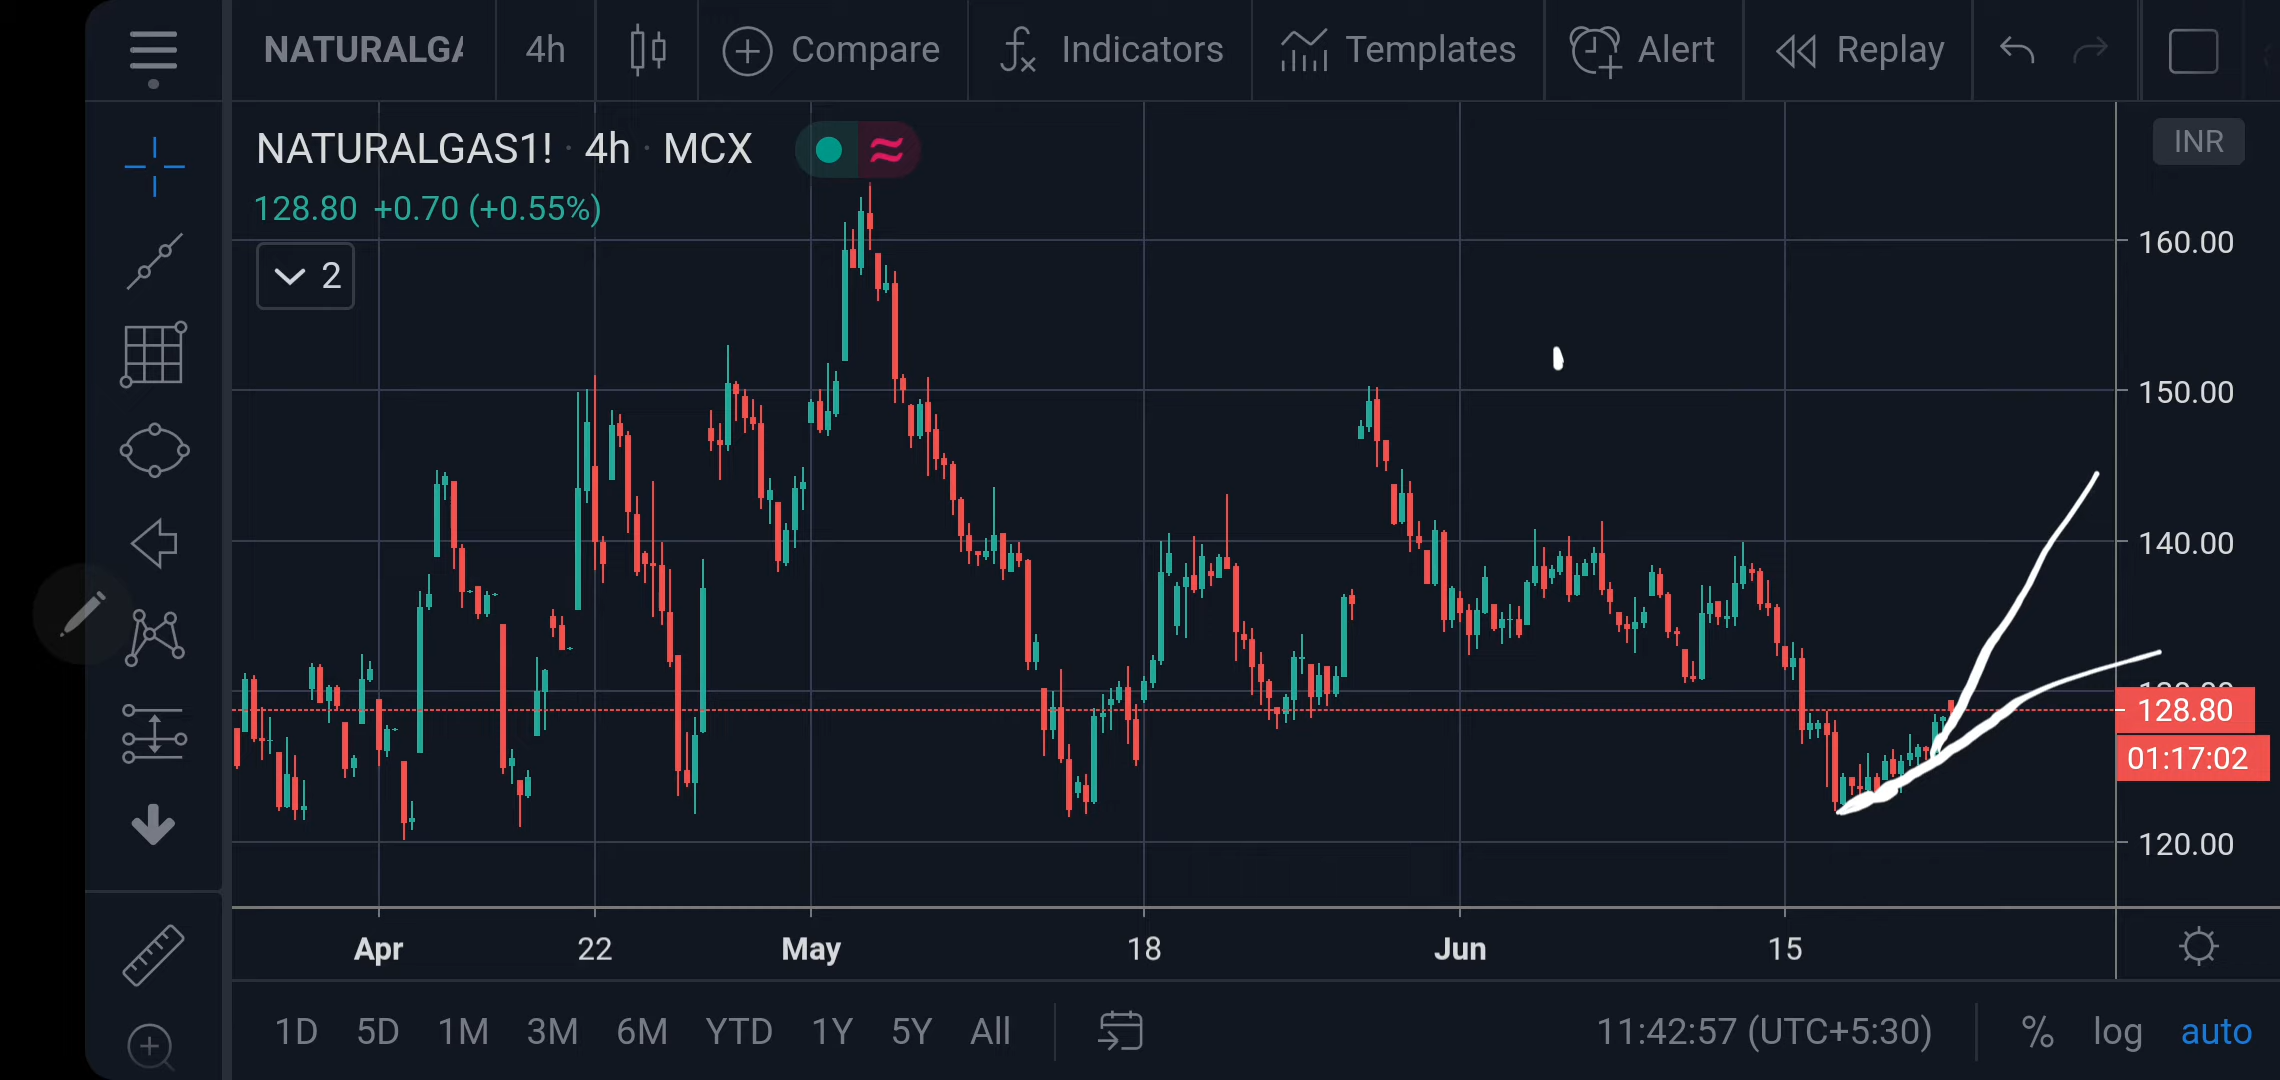 NATURALGA 4h Compare Indicators Templates Alert Replay
NATURALGAS1! · 4h · MCX
INR
128.80 +0.70 (+0.55%)
2
160.00
150.00
140.00
128.80
01:17:02
120.00
Apr 22 May 18 Jun 15
1D 5D 1M 3M 6M YTD 1Y 5Y All 11:42:57 (UTC+5:30) % log auto